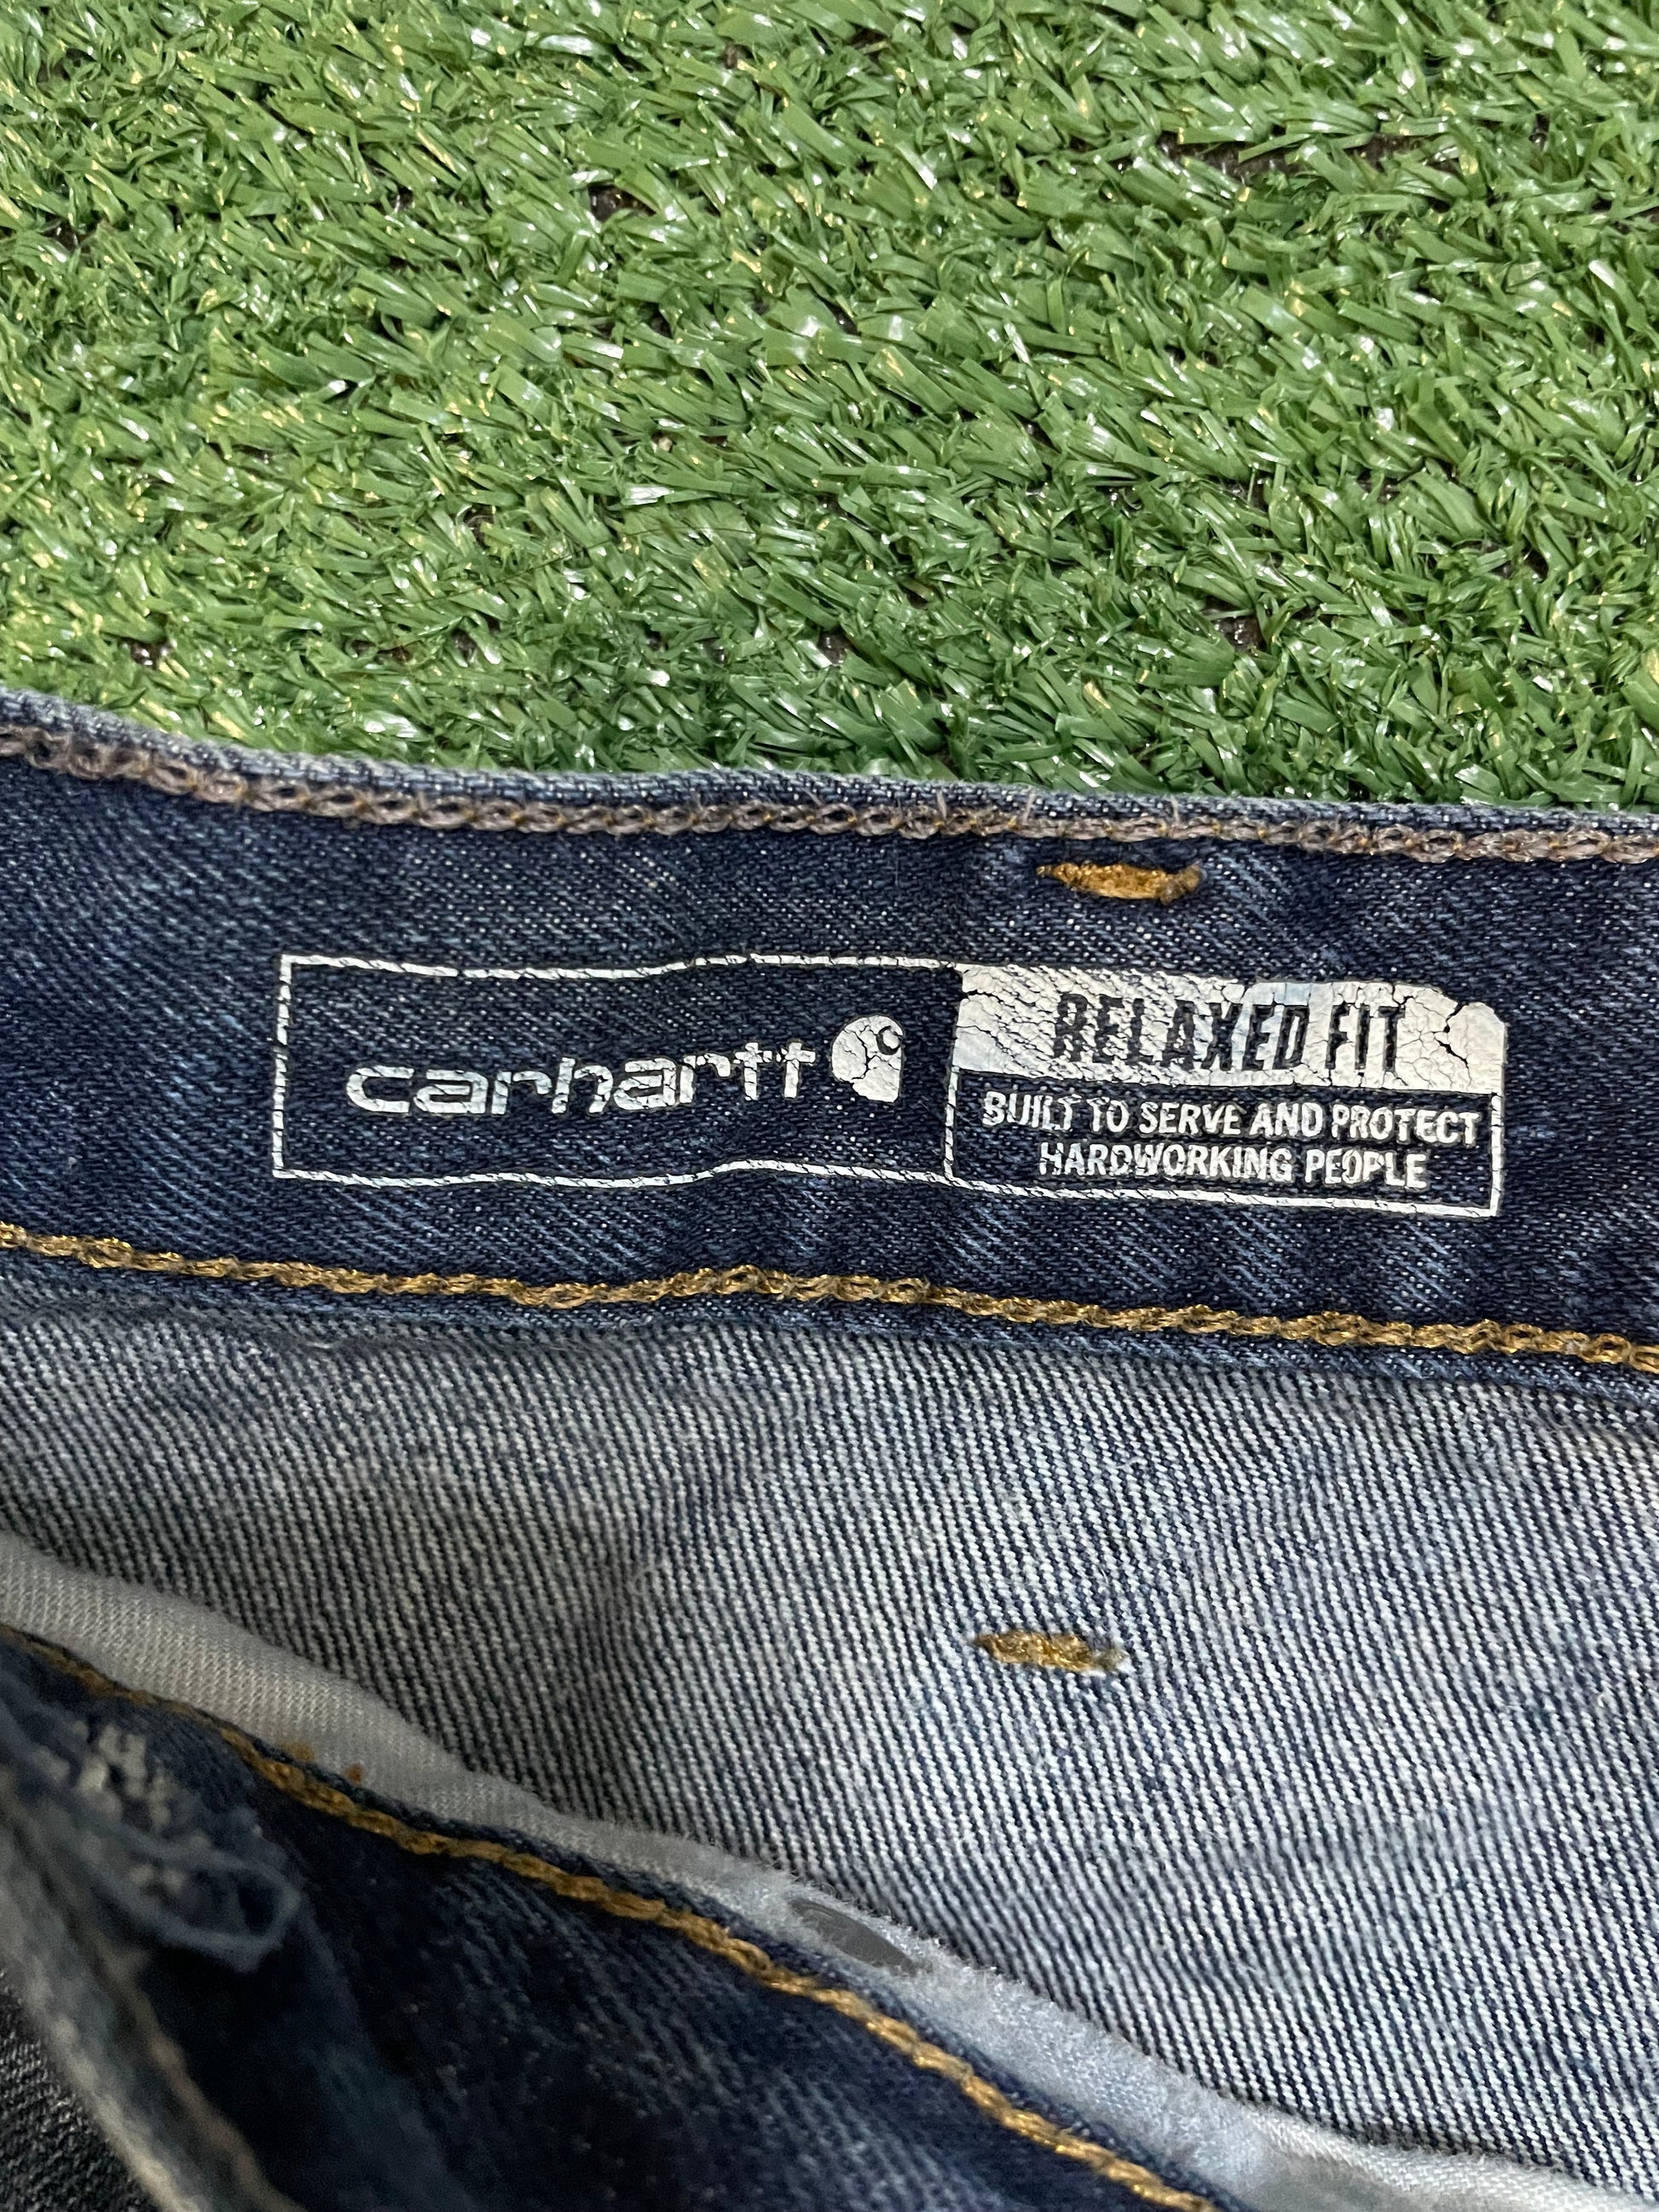 carhartt
RELAXED FIT
BUILT TO SERVE AND PROTECT
HARDWORKING PEOPLE